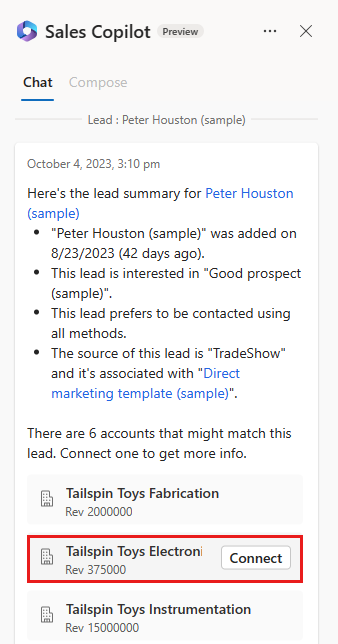 Sales Copilot Preview
Chat Compose
Lead : Peter Houston (sample)
October 4, 2023, 3:10 pm
Here's the lead summary for Peter Houston
(sample)
• "Peter Houston (sample)" was added on
8/23/2023 (42 days ago).
• This lead is interested in "Good prospect
(sample)".
• This lead prefers to be contacted using
all methods.
• The source of this lead is "TradeShow"
and it's associated with "Direct
marketing template (sample)".
There are 6 accounts that might match this
lead. Connect one to get more info.
Tailspin Toys Fabrication
Rev 2000000
Tailspin Toys Electroni
Connect
Rev 375000
Tailspin Toys Instrumentation
Rev 15000000